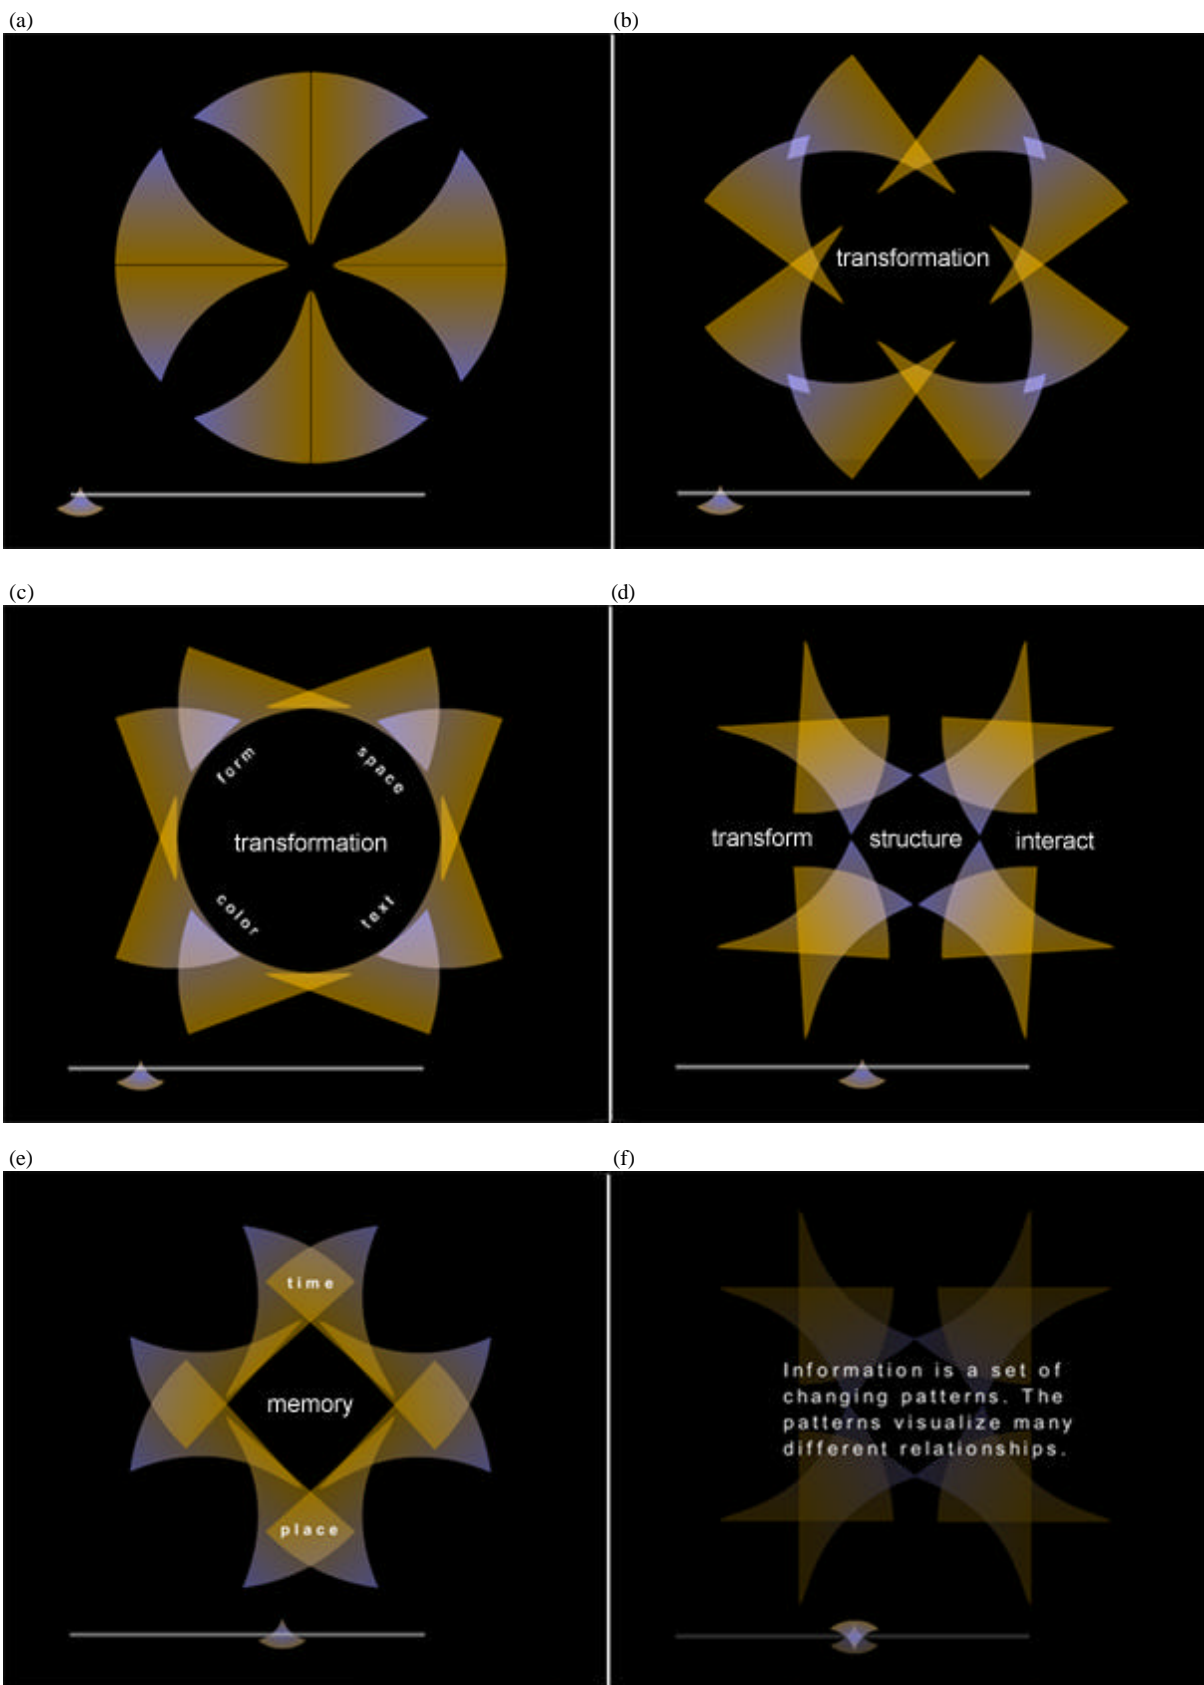 (a)
(b)
transformation
(c)
form
space
transformation
color
text
(d)
transform structure interact
(e)
time
memory
place
(f)
Information is a set of
changing patterns. The
patterns visualize many
different relationships.